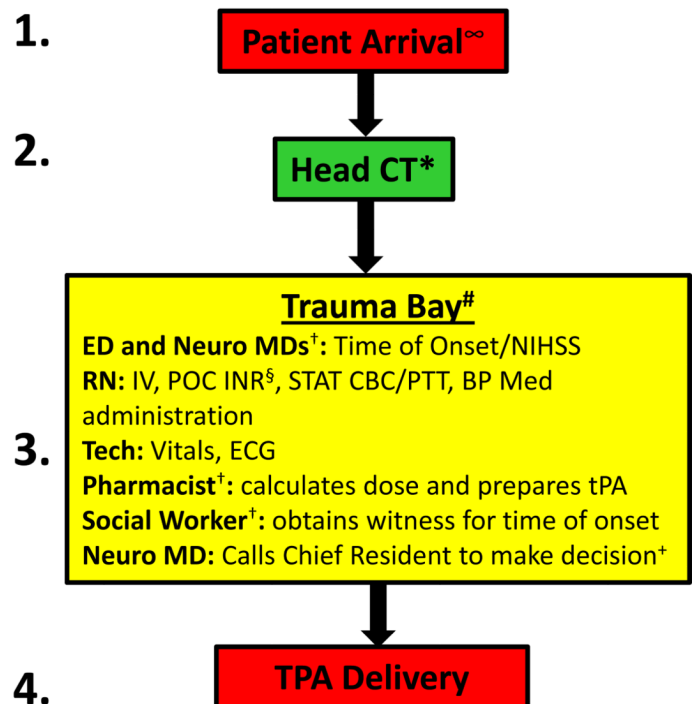 1.
Patient Arrival∞
2.
Head CT*
3.
Trauma Bay#
ED and Neuro MDs†: Time of Onset/NIHSS
RN: IV, POC INR§, STAT CBC/PTT, BP Med
administration
Tech: Vitals, ECG
Pharmacist†: calculates dose and prepares tPA
Social Worker†: obtains witness for time of onset
Neuro MD: Calls Chief Resident to make decision+
4.
TPA Delivery